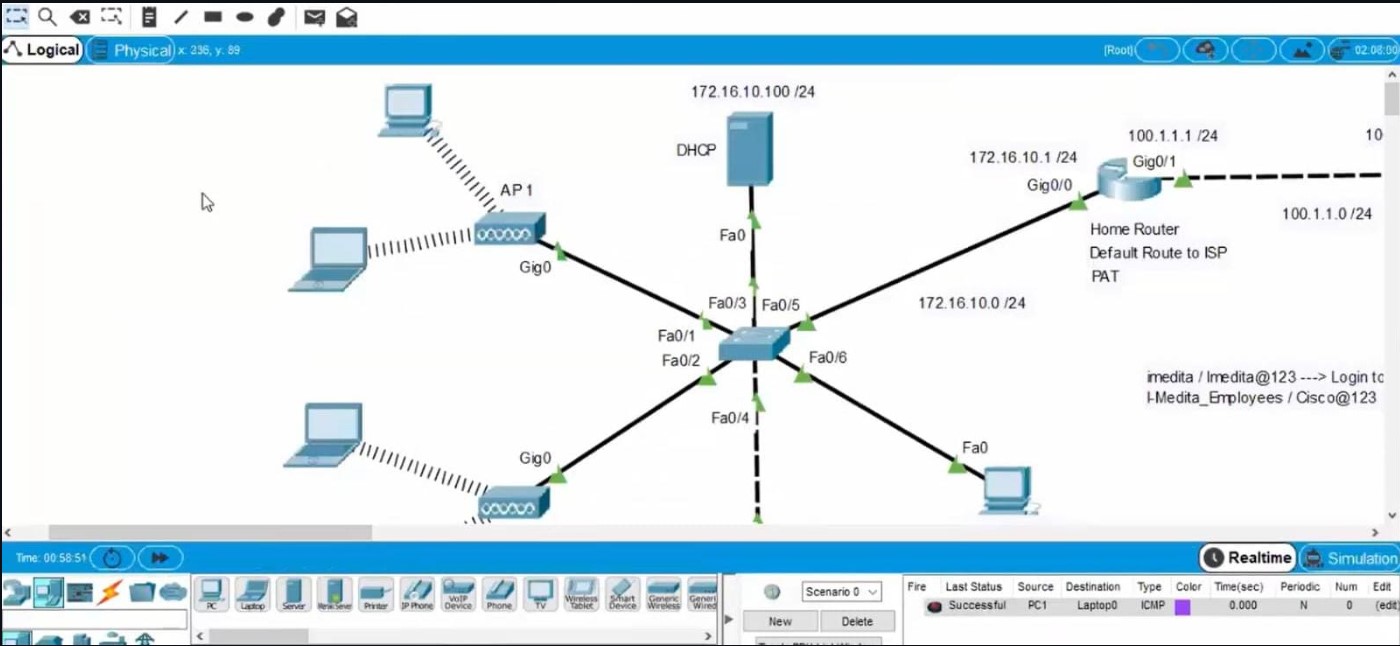 Logical
Physical
x: 236, y: 89
[Root]
02:08:00
172.16.10.100 /24
DHCP
100.1.1.1 /24
10
172.16.10.1 /24
Gig0/1
Gig0/0
AP1
100.1.1.0 /24
Fa0
Home Router
Default Route to ISP
PAT
Gig0
Fa0/3
Fa0/5
172.16.10.0 /24
Fa0/1
Fa0/2
Fa0/6
imedita / Imedita@123 ---> Login to
I-Medita_Employees / Cisco@123
Fa0/4
Fa0
Gig0
Time: 00:58:51
Realtime
Simulation
PC
Laptop
Server
Printer
IP Phone
VoIP Device
Phone
TV
Wireless Tablet
Smart Device
Generic Wireless
Scenario 0
New
Delete
Fire Last Status Source Destination Type Color Time(sec) Periodic Num Edit
Successful PC1 Laptop0 ICMP 0.000 N 0 (edit